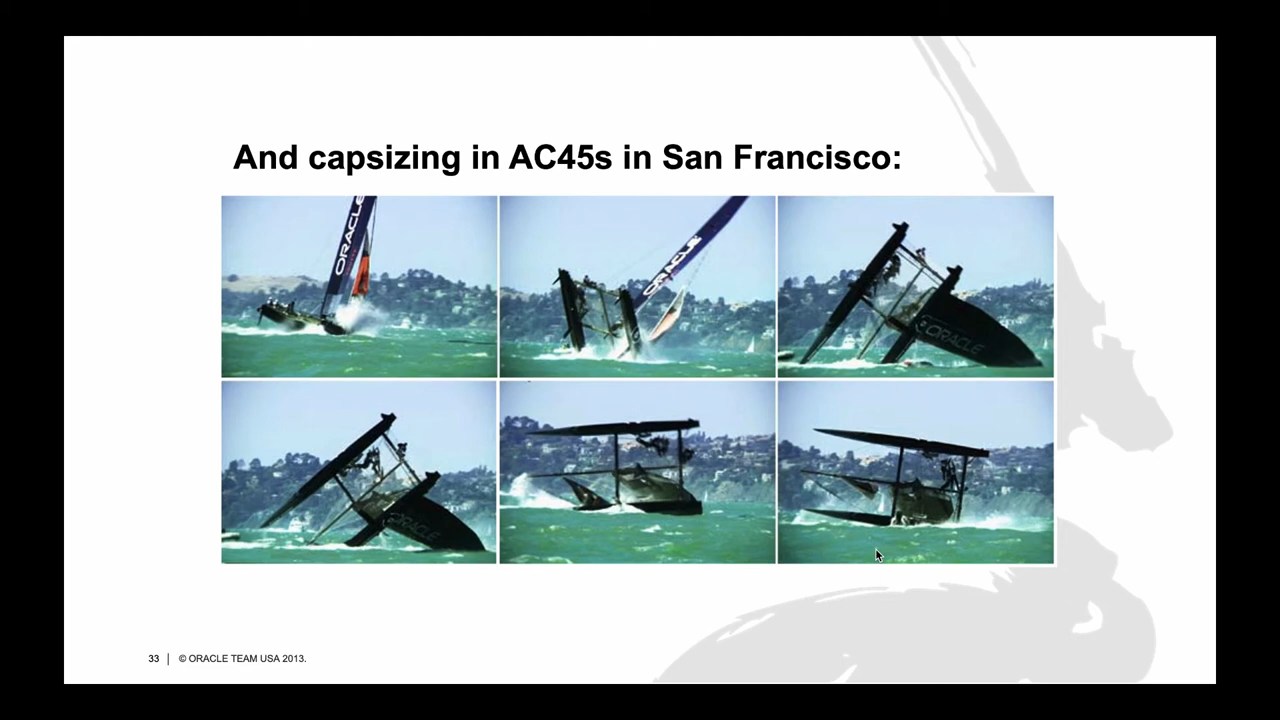 And capsizing in AC45s in San Francisco:
ORACLE
ORACLE
ORACLE
ORACLE
33 | © ORACLE TEAM USA 2013.